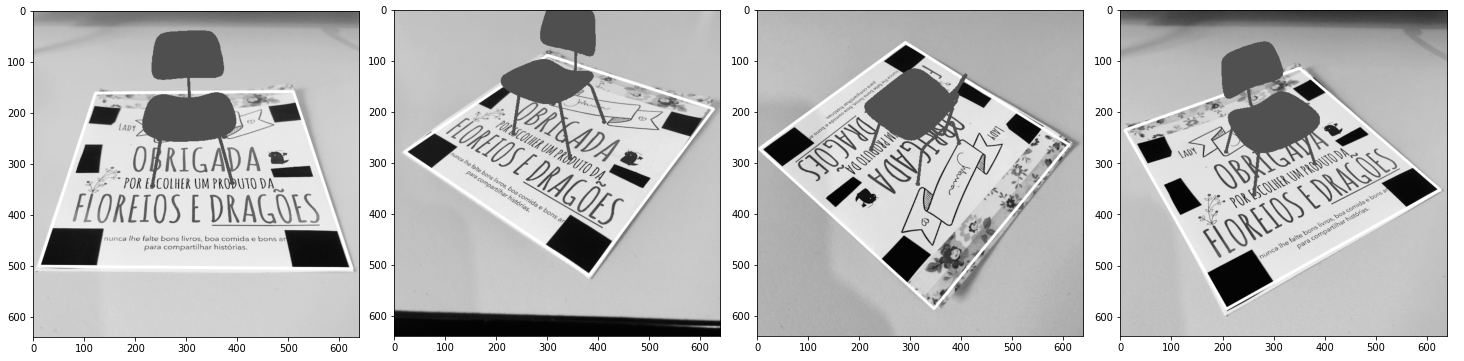 0
100
200
300
400
500
600
0 100 200 300 400 500 600
LADY
OBRIGADA
POR ESCOLHER UM PRODUTO DA
FLOREIOS E DRAGÕES
nunca lhe falte bons livros, boa comida e bons
para compartilhar histórias.
0
100
200
300
400
500
600
0 100 200 300 400 500 600
OBRIGADA
POR ESCOLHER UM PRODUTO DA
FLOREIOS E DRAGÕES
nunca lhe falte bons livros, boa comida e bons
para compartilhar histórias.
0
100
200
300
400
500
600
0 100 200 300 400 500 600
LADY
OBRIGADA
PRODUTO DA
DRAGÕES
0
100
200
300
400
500
600
0 100 200 300 400 500 600
LADY
OBRIGADA
POR ESCOLHER UM PRODUTO DA
FLOREIOS E DRAGÕES
nunca lhe falte bons livros, boa comida e bons
para compartilhar histórias.